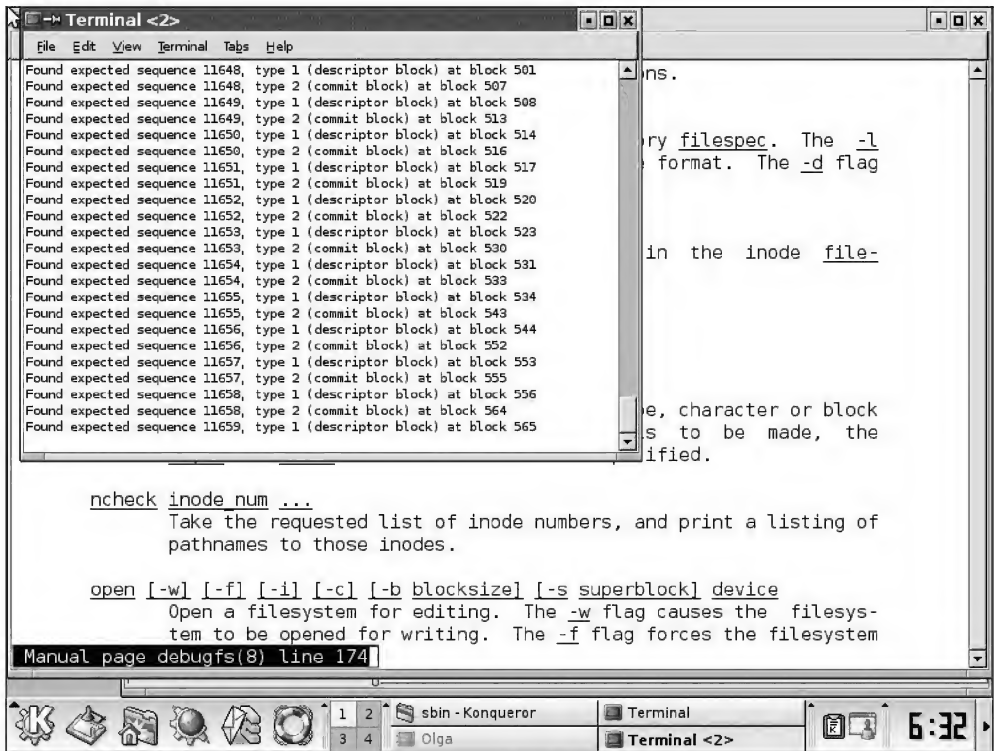 Terminal <2>
File Edit View Terminal Tabs Help
Found expected sequence 11648, type 1 (descriptor block) at block 501
Found expected sequence 11648, type 2 (commit block) at block 507
Found expected sequence 11649, type 1 (descriptor block) at block 508
Found expected sequence 11649, type 2 (commit block) at block 513
Found expected sequence 11650, type 1 (descriptor block) at block 514
Found expected sequence 11650, type 2 (commit block) at block 516
Found expected sequence 11651, type 1 (descriptor block) at block 517
Found expected sequence 11651, type 2 (commit block) at block 519
Found expected sequence 11652, type 1 (descriptor block) at block 520
Found expected sequence 11652, type 2 (commit block) at block 522
Found expected sequence 11653, type 1 (descriptor block) at block 523
Found expected sequence 11653, type 2 (commit block) at block 530
Found expected sequence 11654, type 1 (descriptor block) at block 531
Found expected sequence 11654, type 2 (commit block) at block 533
Found expected sequence 11655, type 1 (descriptor block) at block 534
Found expected sequence 11655, type 2 (commit block) at block 543
Found expected sequence 11656, type 1 (descriptor block) at block 544
Found expected sequence 11656, type 2 (commit block) at block 552
Found expected sequence 11657, type 1 (descriptor block) at block 553
Found expected sequence 11657, type 2 (commit block) at block 555
Found expected sequence 11658, type 1 (descriptor block) at block 556
Found expected sequence 11658, type 2 (commit block) at block 564
Found expected sequence 11659, type 1 (descriptor block) at block 565
ns.
ry filespec. The -l
format. The -d flag
in the inode file-
e, character or block
s to be made, the
ified.
ncheck inode_num ...
Take the requested list of inode numbers, and print a listing of
pathnames to those inodes.
open [-w] [-f] [-i] [-c] [-b blocksize] [-s superblock] device
Open a filesystem for editing. The -w flag causes the filesys-
tem to be opened for writing. The -f flag forces the filesystem
Manual page debugfs(8) line 174
1 2 sbin - Konqueror Terminal
3 4 Olga Terminal <2>
6:32